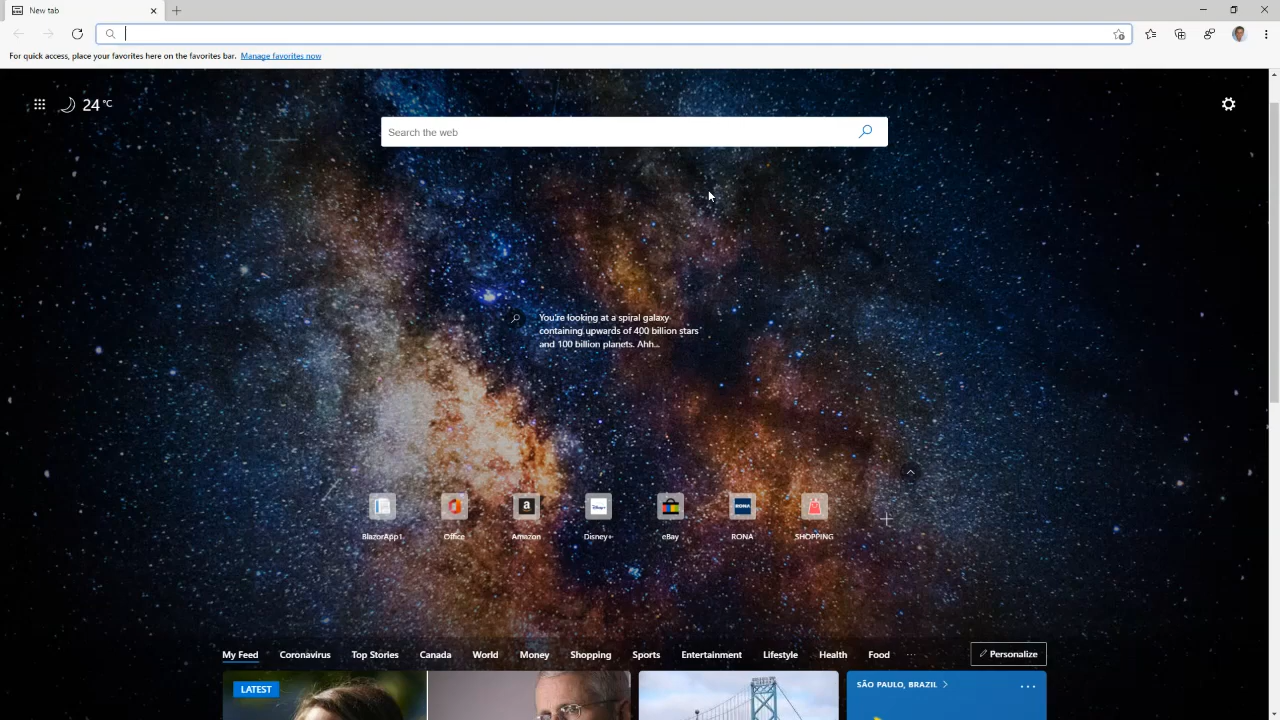 New tab
For quick access, place your favorites here on the favorites bar. Manage favorites now
24 °C
Search the web
You're looking at a spiral galaxy
containing upwards of 400 billion stars
and 100 billion planets. Ahh...
BlazorApp1 Office Amazon Disney+ eBay RONA SHOPPING
My Feed Coronavirus Top Stories Canada World Money Shopping Sports Entertainment Lifestyle Health Food ... Personalize
LATEST
SÃO PAULO, BRAZIL